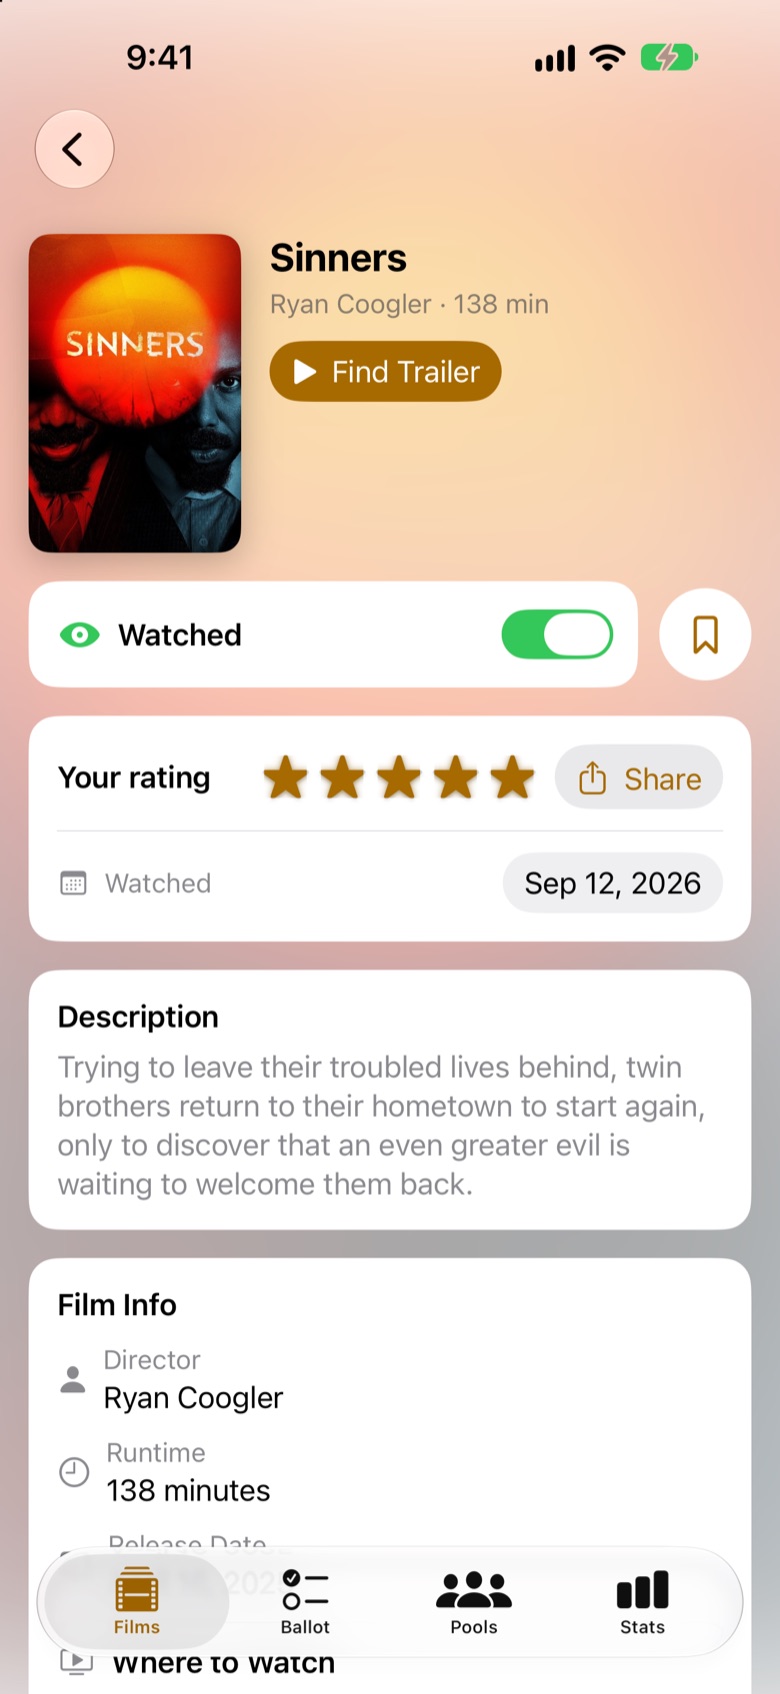 9:41
SINNERS
Sinners
Ryan Coogler · 138 min
Find Trailer
Watched
Your rating
Share
Watched
Sep 12, 2026
Description
Trying to leave their troubled lives behind, twin
brothers return to their hometown to start again,
only to discover that an even greater evil is
waiting to welcome them back.
Film Info
Director
Ryan Coogler
Runtime
138 minutes
Release Date
Films
Ballot
Pools
Stats
Where to Watch